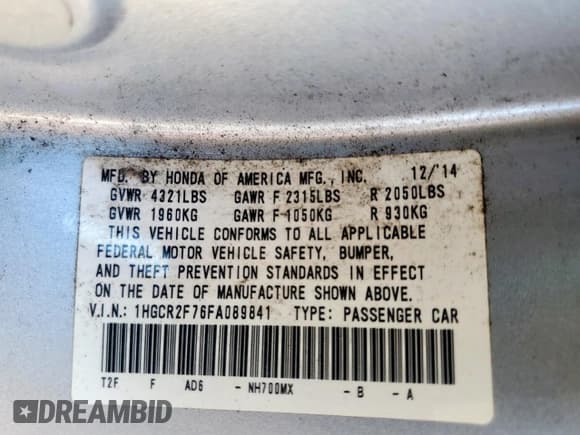 MFD. BY HONDA OF AMERICA MFG., INC. 12/'14
GVWR 4321LBS GAWR F 2315LBS R 2050LBS
GVWR 1960KG GAWR F 1050KG R 930KG
THIS VEHICLE CONFORMS TO ALL APPLICABLE
FEDERAL MOTOR VEHICLE SAFETY, BUMPER,
AND THEFT PREVENTION STANDARDS IN EFFECT
ON THE DATE OF MANUFACTURE SHOWN ABOVE.
V.I.N.: 1HGCR2F76FA089841 TYPE: PASSENGER CAR
T2F F AD6 - NH700MX - B - A
DREAMBID